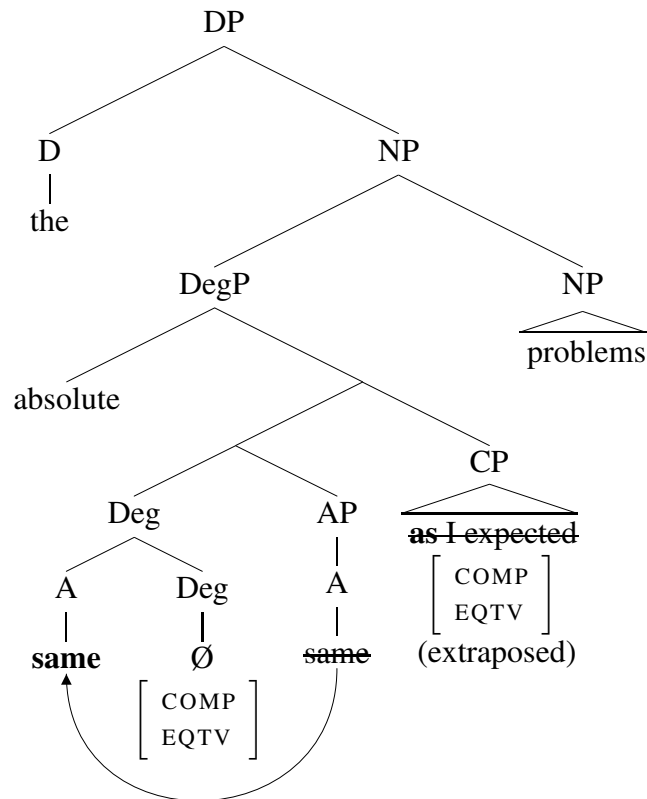 DP
D NP
the
DegP NP
problems
absolute
CP
Deg AP as I expected
A Deg A COMP
EQTV
same Ø same (extraposed)
COMP
EQTV